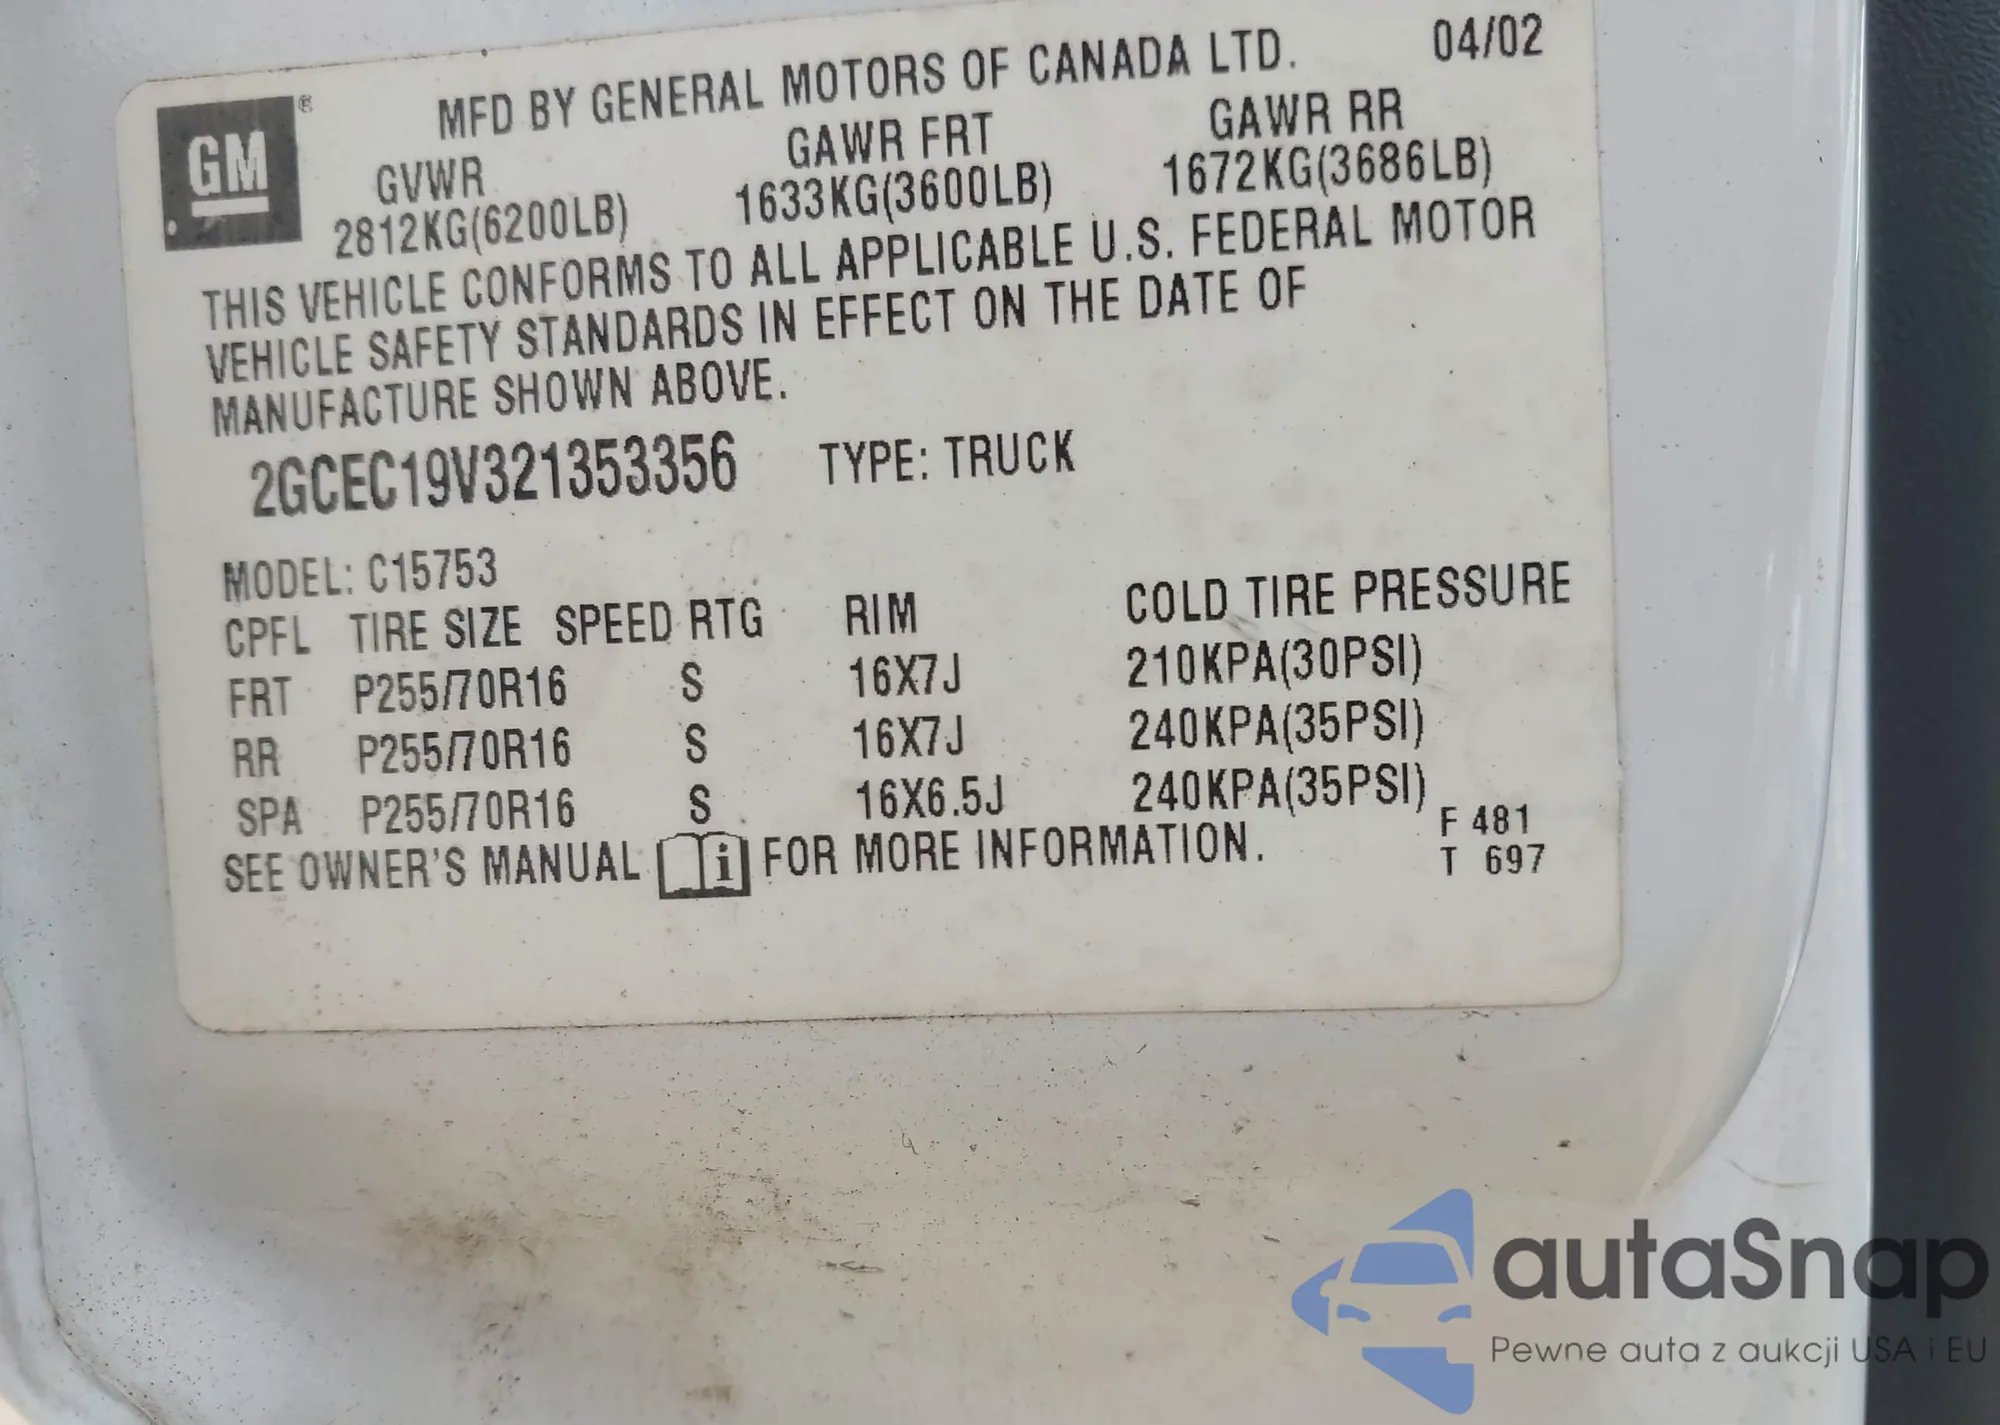 GM®
MFD BY GENERAL MOTORS OF CANADA LTD. 04/02
GVWR GAWR FRT GAWR RR
2812KG(6200LB) 1633KG(3600LB) 1672KG(3686LB)
THIS VEHICLE CONFORMS TO ALL APPLICABLE U.S. FEDERAL MOTOR
VEHICLE SAFETY STANDARDS IN EFFECT ON THE DATE OF
MANUFACTURE SHOWN ABOVE.
2GCEC19V321353356 TYPE: TRUCK
MODEL: C15753
CPFL TIRE SIZE SPEED RTG RIM COLD TIRE PRESSURE
FRT P255/70R16 S 16X7J 210KPA(30PSI)
RR P255/70R16 S 16X7J 240KPA(35PSI)
SPA P255/70R16 S 16X6.5J 240KPA(35PSI)
SEE OWNER'S MANUAL i FOR MORE INFORMATION.
F 481
T 697
autaSnap
Pewne auta z aukcji USA i EU